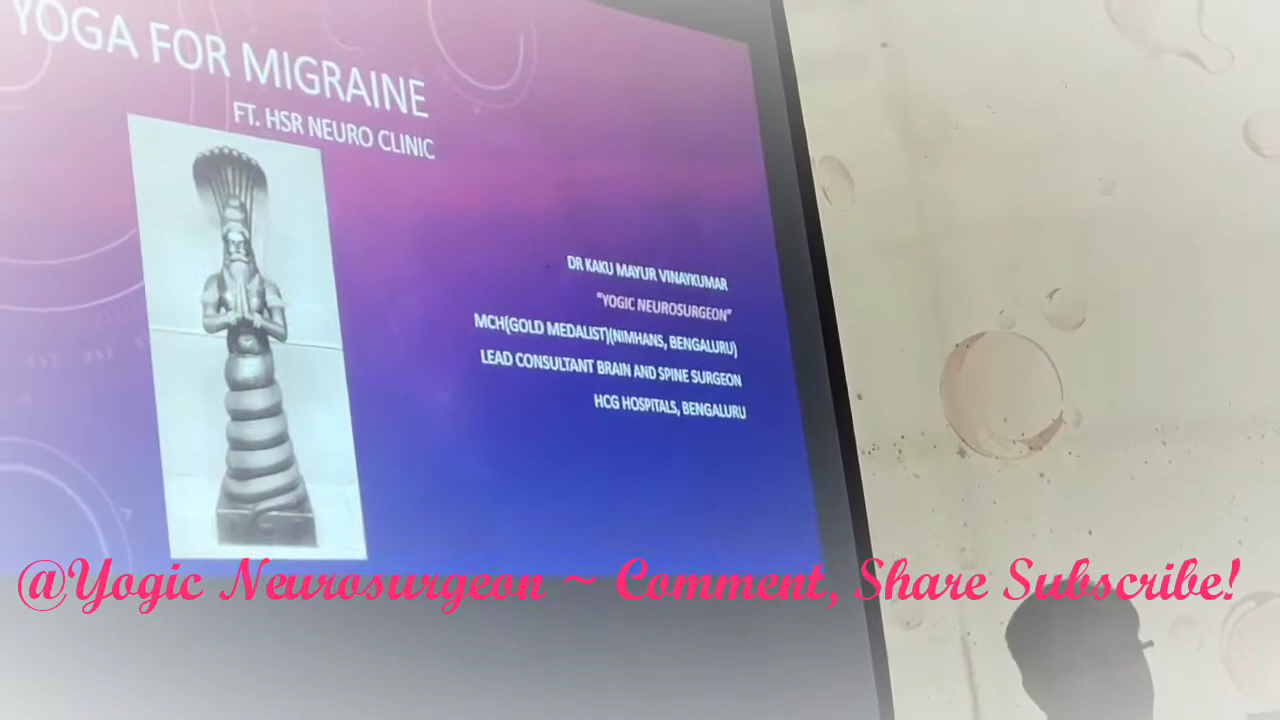 YOGA FOR MIGRAINE
FT. HSR NEURO CLINIC
DR KAKU MAYUR VINAYKUMAR
"YOGIC NEUROSURGEON"
MCH(GOLD MEDALIST)(NIMHANS, BENGALURU)
LEAD CONSULTANT BRAIN AND SPINE SURGEON
HCG HOSPITALS, BENGALURU
@Yogic Neurosurgeon ~ Comment, Share Subscribe!